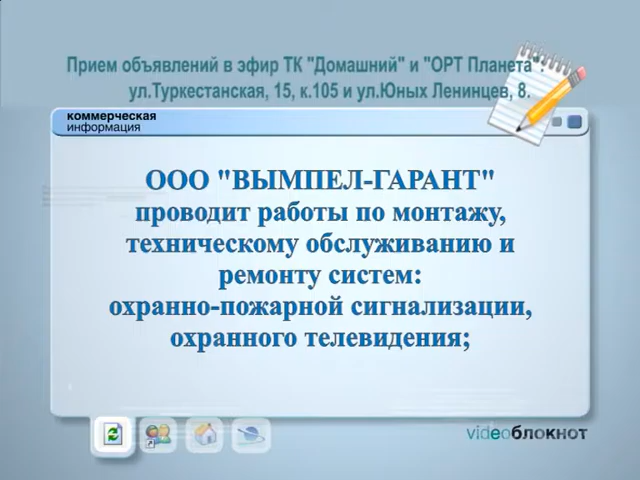 Прием объявлений в эфир ТК "Домашний" и "ОРТ Планета":
ул.Туркестанская, 15, к.105 и ул.Юных Ленинцев, 8.
коммерческая
информация
ООО "ВЫМПЕЛ-ГАРАНТ"
проводит работы по монтажу,
техническому обслуживанию и
ремонту систем:
охранно-пожарной сигнализации,
охранного телевидения;
videoблокнот